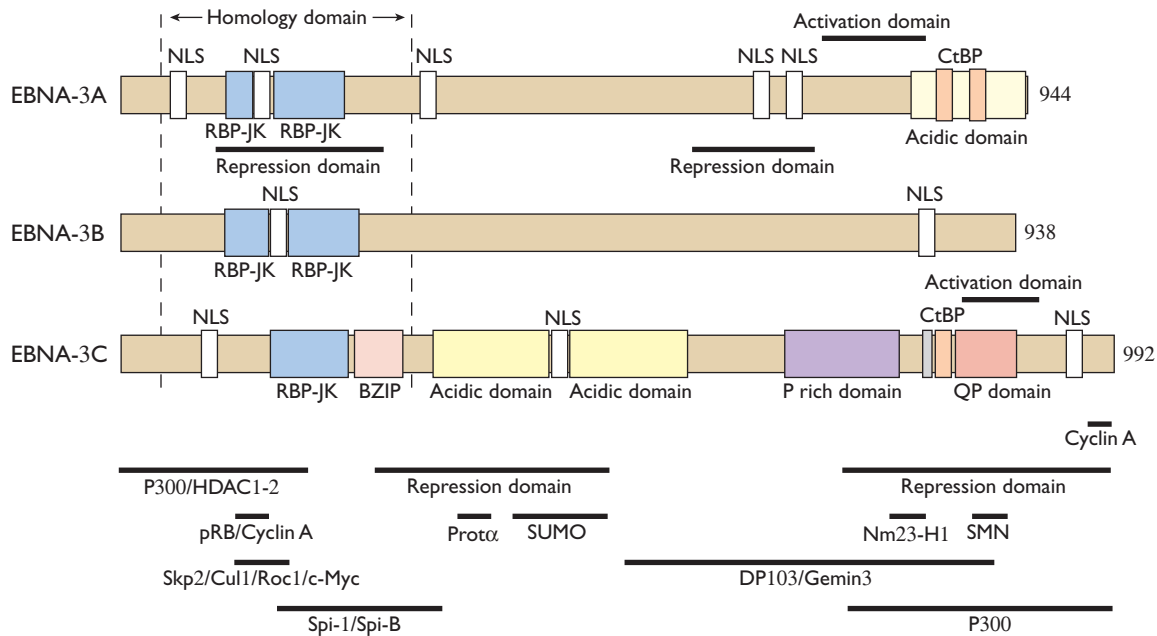 Homology domain
Activation domain
NLS NLS NLS NLS NLS CtBP
EBNA-3A 944
RBP-JK RBP-JK Acidic domain
Repression domain Repression domain
NLS NLS
EBNA-3B 938
RBP-JK RBP-JK
Activation domain
NLS NLS CtBP NLS
EBNA-3C 992
RBP-JK BZIP Acidic domain Acidic domain P rich domain QP domain
Cyclin A
P300/HDAC1-2 Repression domain Repression domain
pRB/Cyclin A Protα SUMO Nm23-H1 SMN
Skp2/Cul1/Roc1/c-Myc DP103/Gemin3
Spi-1/Spi-B P300